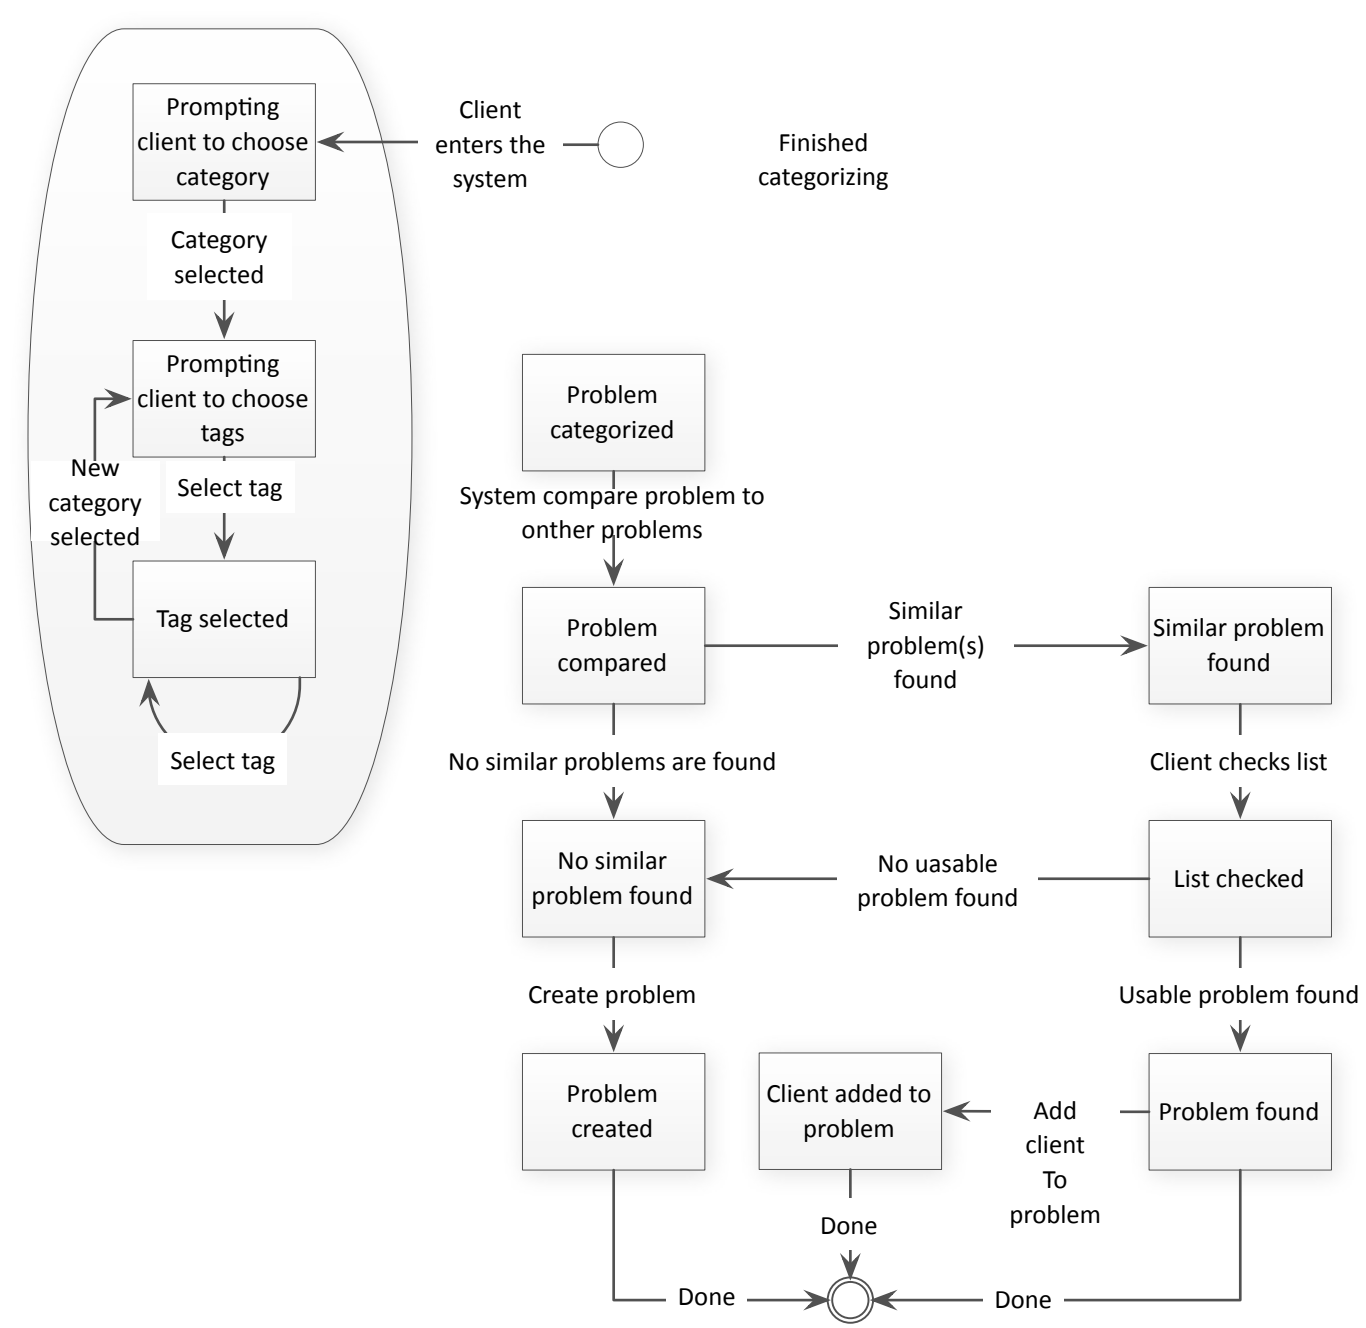 Prompting
client to choose
category
Client
enters the
system
Finished
categorizing
Category
selected
Prompting
client to choose
tags
New
category
selected
Select tag
Tag selected
Select tag
Problem
categorized
System compare problem to
onther problems
Problem
compared
Similar
problem(s)
found
Similar problem
found
No similar problems are found
Client checks list
No similar
problem found
No uasable
problem found
List checked
Create problem
Usable problem found
Problem
created
Client added to
problem
Add
client
To
problem
Problem found
Done
Done
Done